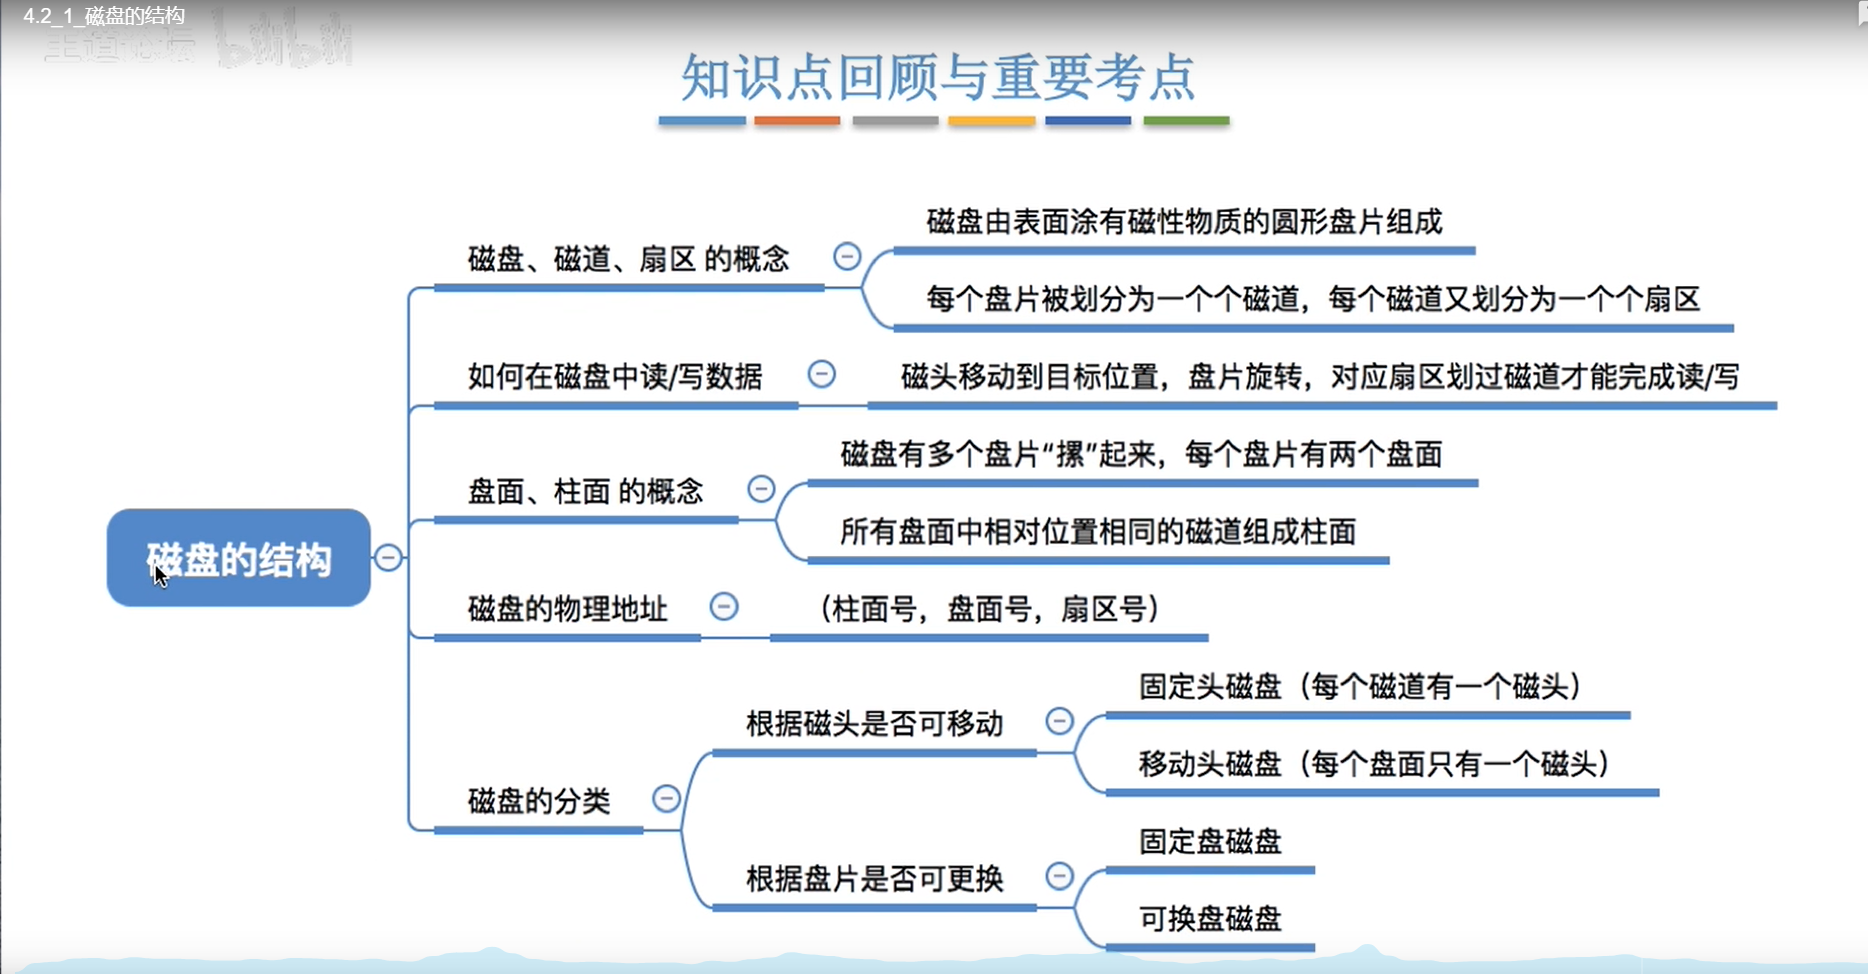 4.2_1_磁盘的结构
王道论坛 bilibili
知识点回顾与重要考点
磁盘、磁道、扇区 的概念
磁盘由表面涂有磁性物质的圆形盘片组成
每个盘片被划分为一个个磁道，每个磁道又划分为一个个扇区
如何在磁盘中读/写数据
磁头移动到目标位置，盘片旋转，对应扇区划过磁道才能完成读/写
盘面、柱面 的概念
磁盘有多个盘片“摞”起来，每个盘片有两个盘面
所有盘面中相对位置相同的磁道组成柱面
磁盘的结构
磁盘的物理地址
（柱面号，盘面号，扇区号）
磁盘的分类
根据磁头是否可移动
固定头磁盘（每个磁道有一个磁头）
移动头磁盘（每个盘面只有一个磁头）
根据盘片是否可更换
固定盘磁盘
可换盘磁盘